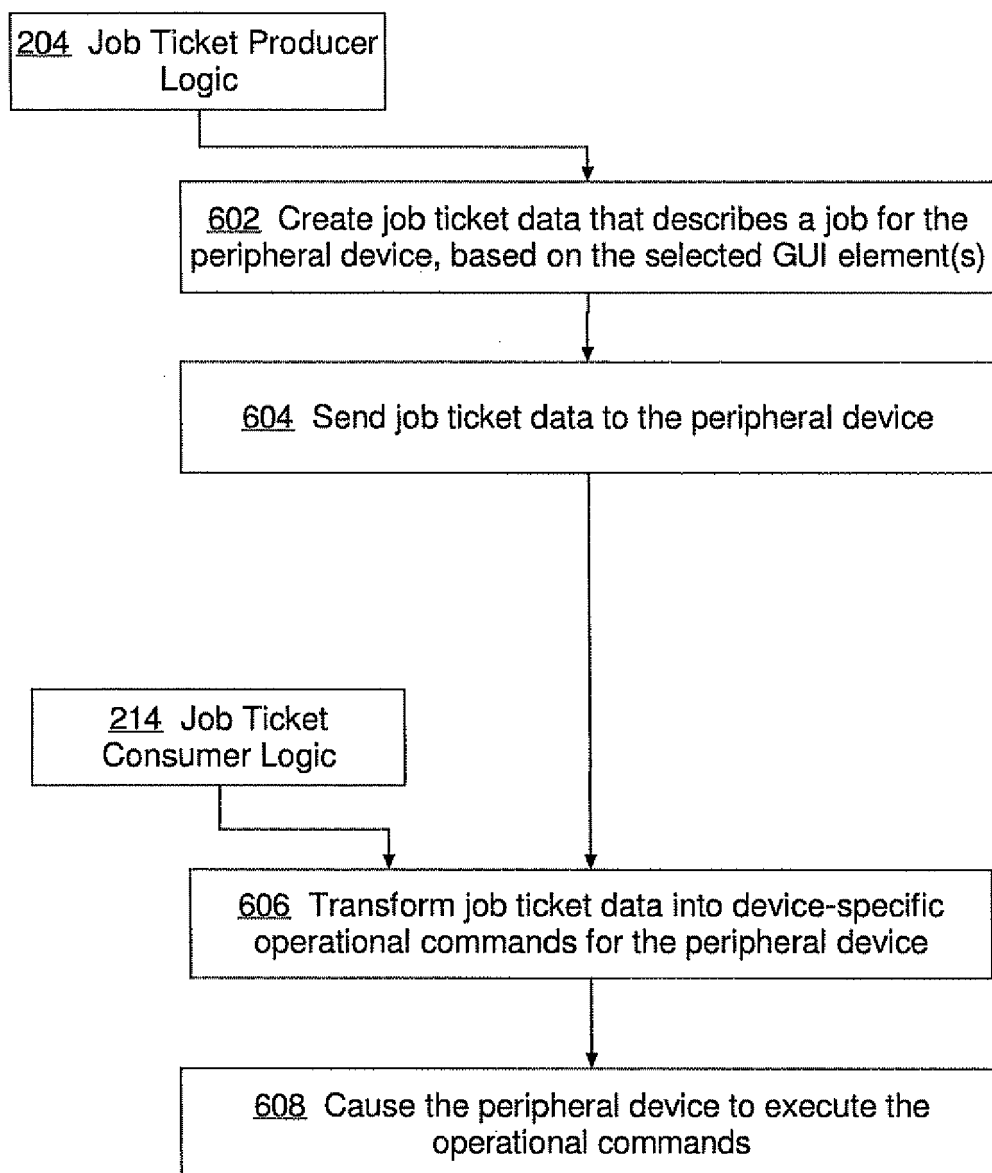 204 Job Ticket Producer
Logic
602 Create job ticket data that describes a job for the
peripheral device, based on the selected GUI element(s)
604 Send job ticket data to the peripheral device
214 Job Ticket
Consumer Logic
606 Transform job ticket data into device-specific
operational commands for the peripheral device
608 Cause the peripheral device to execute the
operational commands